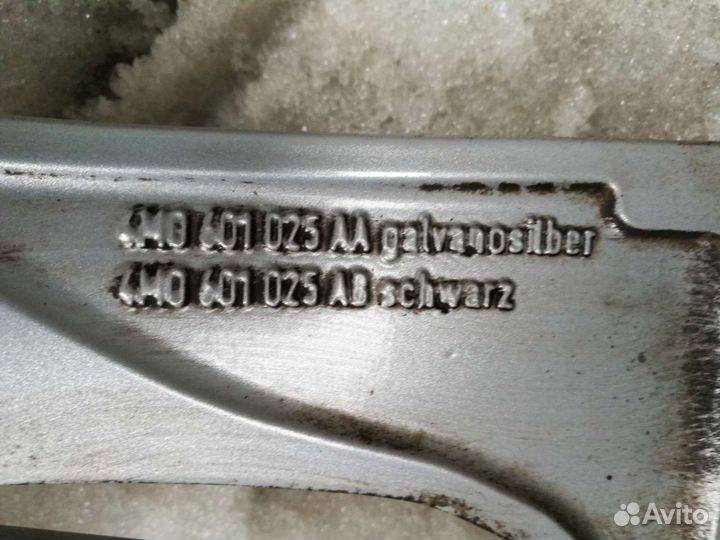 4M0 601 025 AA galvanosilber
4M0 601 025 AB schwarz
Avito